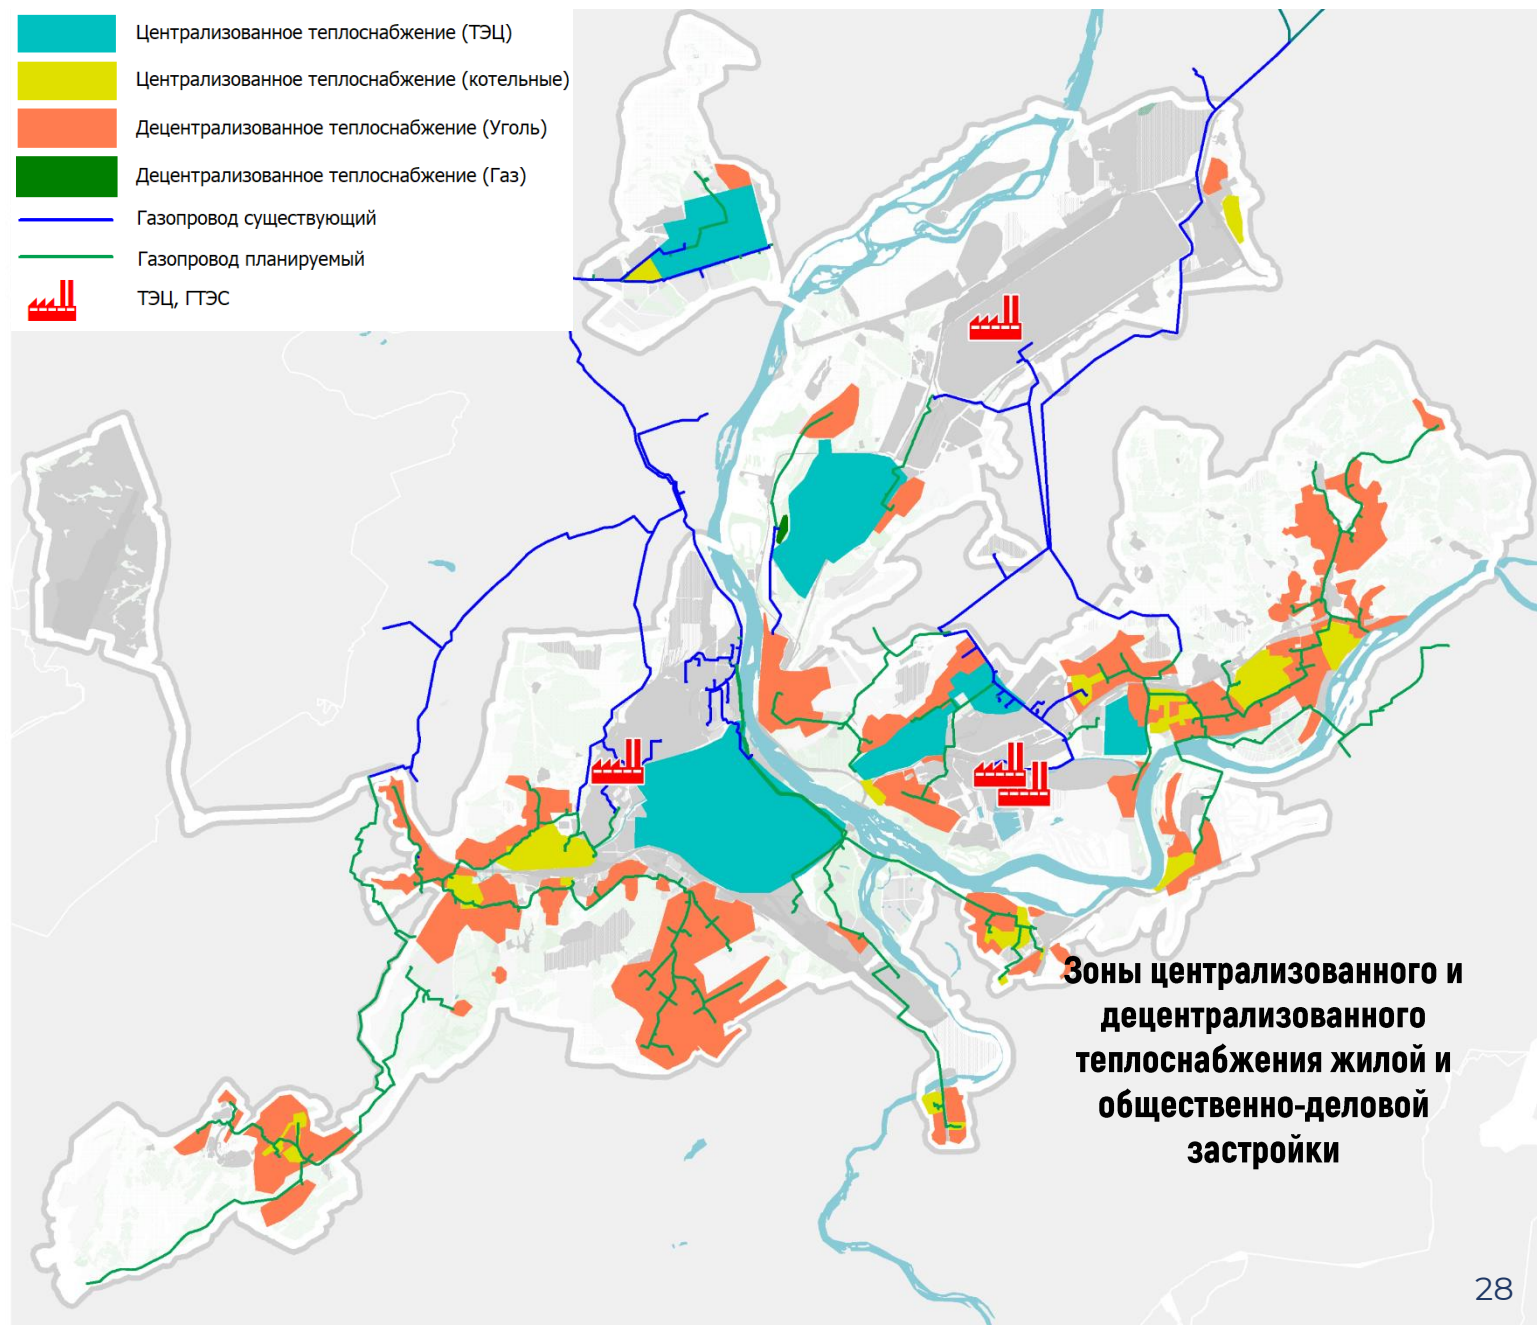 Централизованное теплоснабжение (ТЭЦ)
Централизованное теплоснабжение (котельные)
Децентрализованное теплоснабжение (Уголь)
Децентрализованное теплоснабжение (Газ)
Газопровод существующий
Газопровод планируемый
ТЭЦ, ГТЭС
Зоны централизованного и
децентрализованного
теплоснабжения жилой и
общественно-деловой
застройки
28